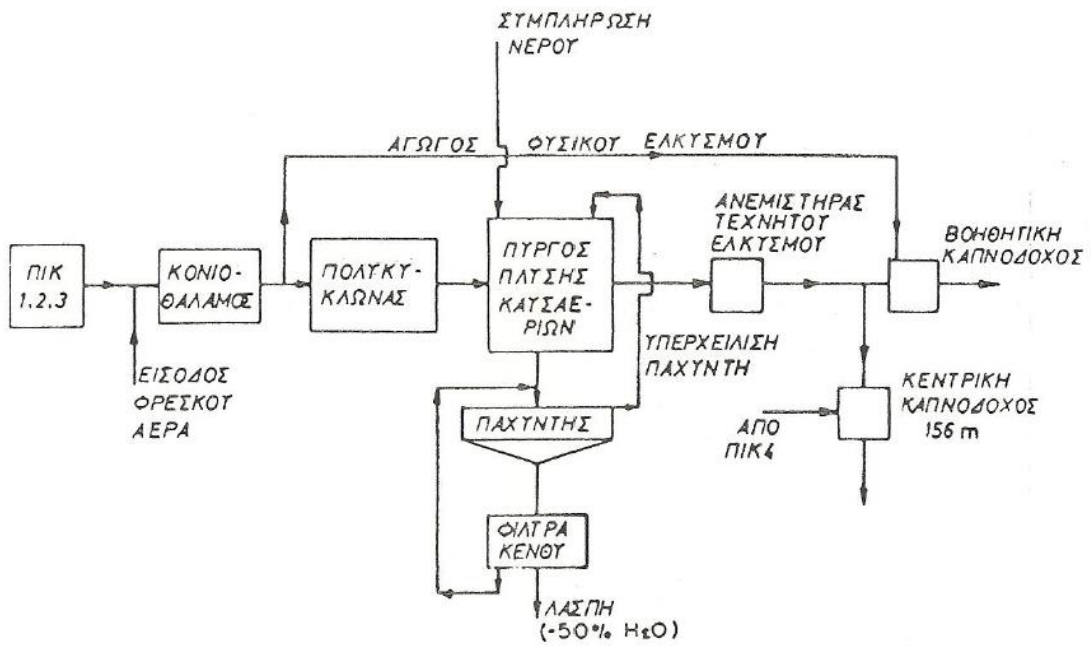 ΣΥΜΠΛΗΡΩΣΗ
ΝΕΡΟΥ
ΑΓΩΓΟΣ ΦΥΣΙΚΟΥ ΕΛΚΥΣΜΟΥ
ΠΙΚ
1.2.3
ΚΟΝΙΟ-
ΘΑΛΑΜΟΣ
ΠΟΛΥΚΥ-
ΚΛΩΝΑΣ
ΠΥΡΓΟΣ
ΠΛΥΣΗΣ
ΚΑΥΣΑΕ-
ΡΙΩΝ
ΑΝΕΜΙΣΤΗΡΑΣ
ΤΕΧΝΗΤΟΥ
ΕΛΚΥΣΜΟΥ
ΒΟΗΘΗΤΙΚΗ
ΚΑΠΝΟΔΟΧΟΣ
ΕΙΣΟΔΟΣ
ΦΡΕΣΚΟΥ
ΑΕΡΑ
ΥΠΕΡΧΕΙΛΙΣΗ
ΠΑΧΥΝΤΗ
ΠΑΧΥΝΤΗΣ
ΑΠΟ
ΠΙΚ4
ΚΕΝΤΡΙΚΗ
ΚΑΠΝΟΔΟΧΟΣ
156 m
ΦΙΛΤΡΑ
ΚΕΝΟΥ
ΛΑΣΠΗ
(-50% H2O)